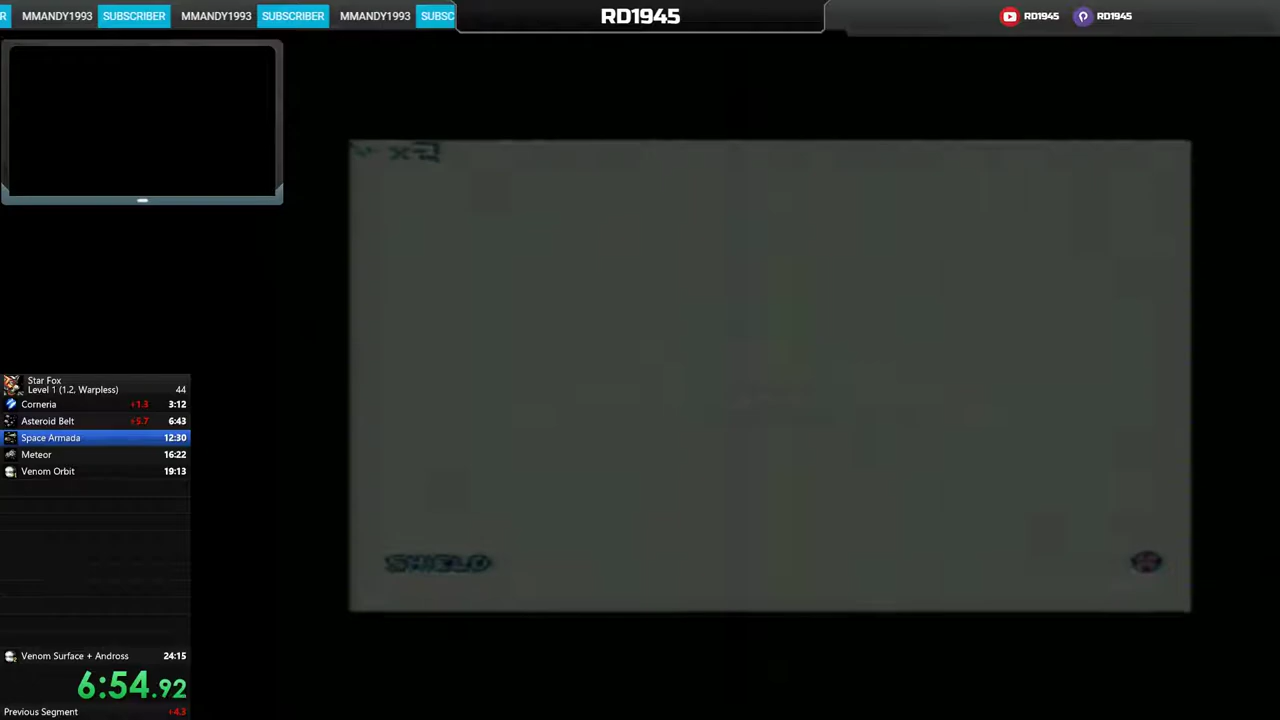 R MMANDY1993 SUBSCRIBER MMANDY1993 SUBSCRIBER MMANDY1993 SUBSC
RD1945
RD1945 RD1945
Star Fox
Level 1 (1.2, Warpless) 44
Corneria +1.3 3:12
Asteroid Belt +5.7 6:43
Space Armada 12:30
Meteor 16:22
Venom Orbit 19:13
Venom Surface + Andross 24:15
6:54.92
Previous Segment +4.3
SHIELD